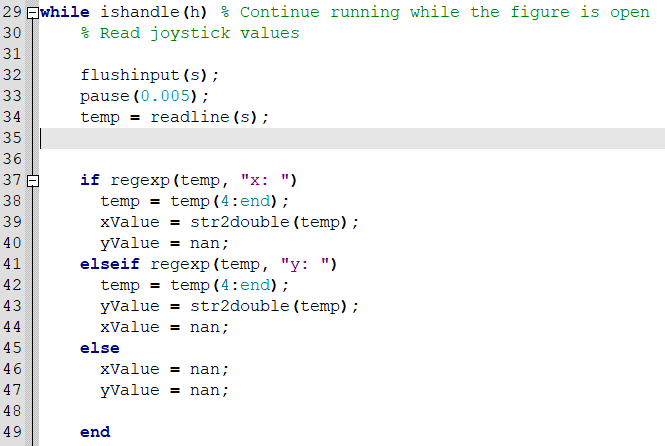 29 while ishandle(h) % Continue running while the figure is open
30     % Read joystick values
31
32     flushinput(s);
33     pause(0.005);
34     temp = readline(s);
35
36
37     if regexp(temp, "x: ")
38       temp = temp(4:end);
39       xValue = str2double(temp);
40       yValue = nan;
41     elseif regexp(temp, "y: ")
42       temp = temp(4:end);
43       yValue = str2double(temp);
44       xValue = nan;
45     else
46       xValue = nan;
47       yValue = nan;
48
49     end